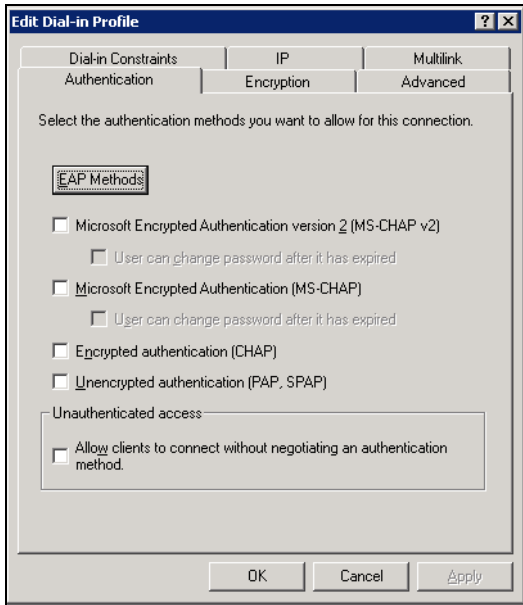 Edit Dial-in Profile
Dial-in Constraints IP Multilink
Authentication Encryption Advanced
Select the authentication methods you want to allow for this connection.
EAP Methods
Microsoft Encrypted Authentication version 2 (MS-CHAP v2)
User can change password after it has expired
Microsoft Encrypted Authentication (MS-CHAP)
User can change password after it has expired
Encrypted authentication (CHAP)
Unencrypted authentication (PAP, SPAP)
Unauthenticated access
Allow clients to connect without negotiating an authentication
method.
OK Cancel Apply